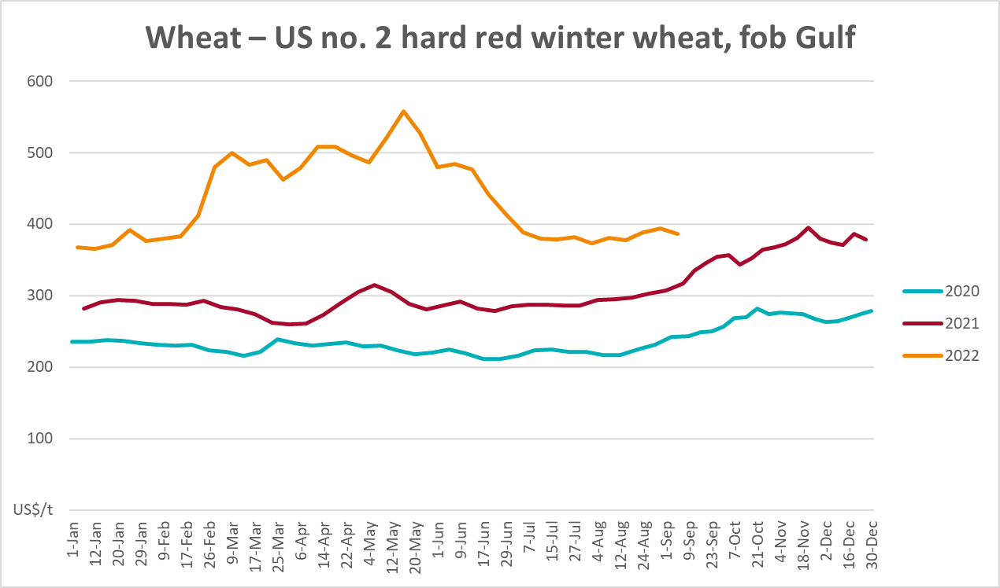 Wheat – US no. 2 hard red winter wheat, fob Gulf
600
500
400
300
200
100
US$/t
1-Jan
12-Jan
20-Jan
29-Jan
9-Feb
17-Feb
26-Feb
9-Mar
17-Mar
25-Mar
6-Apr
14-Apr
22-Apr
4-May
12-May
20-May
1-Jun
9-Jun
17-Jun
29-Jun
7-Jul
15-Jul
27-Jul
4-Aug
12-Aug
24-Aug
1-Sep
9-Sep
23-Sep
7-Oct
21-Oct
4-Nov
18-Nov
2-Dec
16-Dec
30-Dec
2020
2021
2022